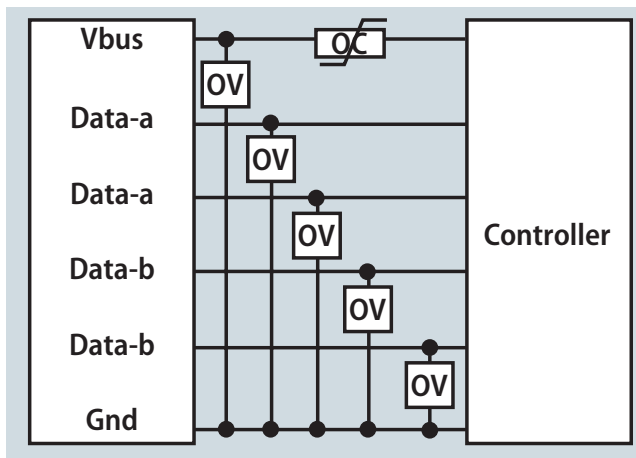 Vbus
OC
OV
Data-a
OV
Data-a
OV
Controller
Data-b
OV
Data-b
OV
Gnd